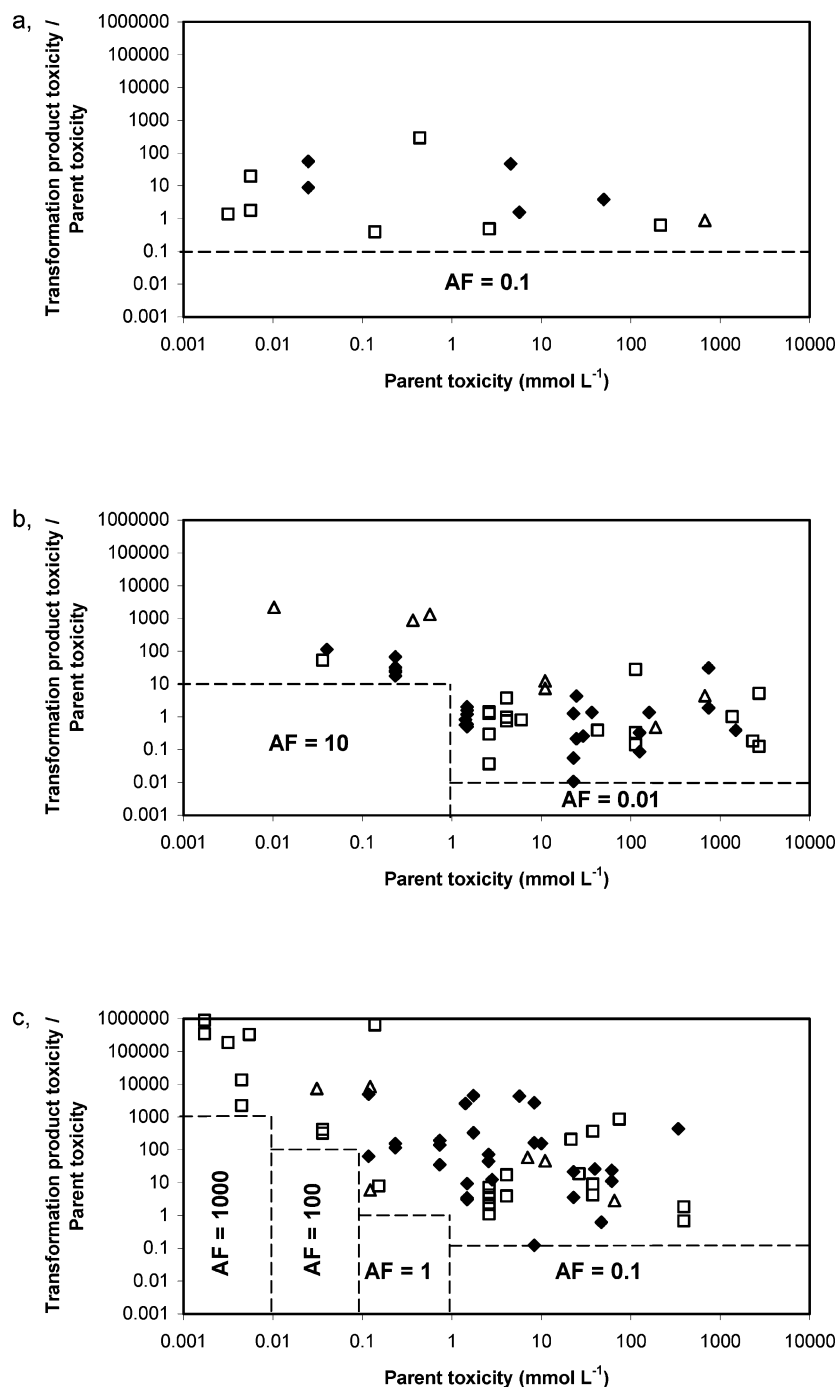 a,
Transformation product toxicity /
Parent toxicity
1000000
100000
10000
1000
100
10
1
0.1
0.01
0.001
AF = 0.1
0.001 0.01 0.1 1 10 100 1000 10000
Parent toxicity (mmol L-1)
b,
Transformation product toxicity /
Parent toxicity
1000000
100000
10000
1000
100
10
1
0.1
0.01
0.001
AF = 10
AF = 0.01
0.001 0.01 0.1 1 10 100 1000 10000
Parent toxicity (mmol L-1)
c,
Transformation product toxicity /
Parent toxicity
1000000
100000
10000
1000
100
10
1
0.1
0.01
0.001
AF = 1000
AF = 100
AF = 1
AF = 0.1
0.001 0.01 0.1 1 10 100 1000 10000
Parent toxicity (mmol L-1)